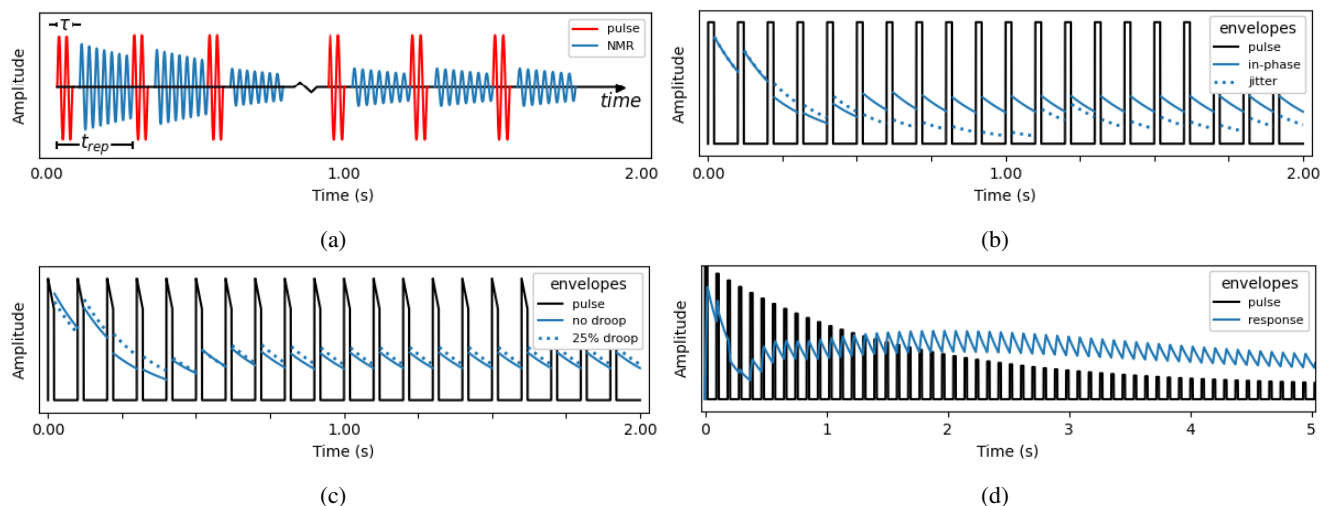 τ
pulse
NMR
Amplitude
time
t_rep
0.00 1.00 2.00
Time (s)
(a)
envelopes
pulse
in-phase
jitter
Amplitude
0.00 1.00 2.00
Time (s)
(b)
envelopes
pulse
no droop
25% droop
Amplitude
0.00 1.00 2.00
Time (s)
(c)
envelopes
pulse
response
Amplitude
0 1 2 3 4 5
Time (s)
(d)